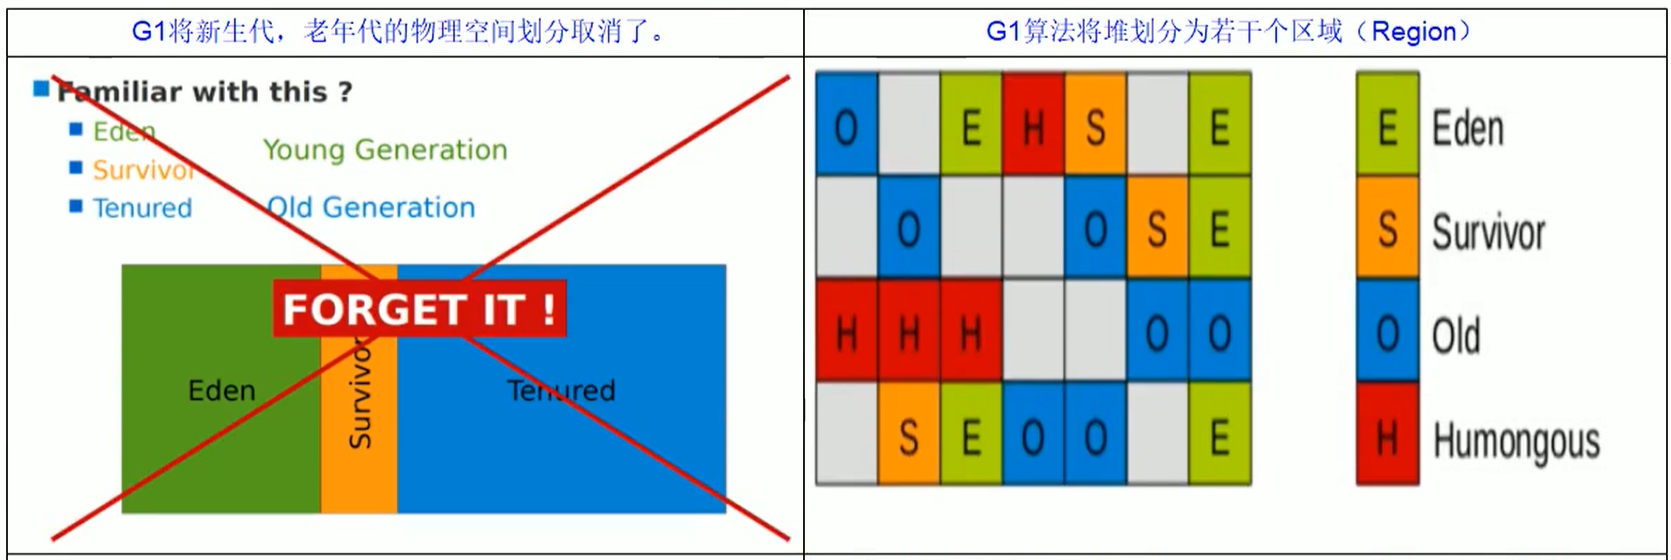 G1将新生代，老年代的物理空间划分取消了。
Familiar with this ?
Eden
Young Generation
Survivor
Tenured
Old Generation
FORGET IT !
Eden
Survivor
Tenured
G1算法将堆划分为若干个区域（Region）
O E H S E
O O S E
H H H O O
S E O O E
E Eden
S Survivor
O Old
H Humongous